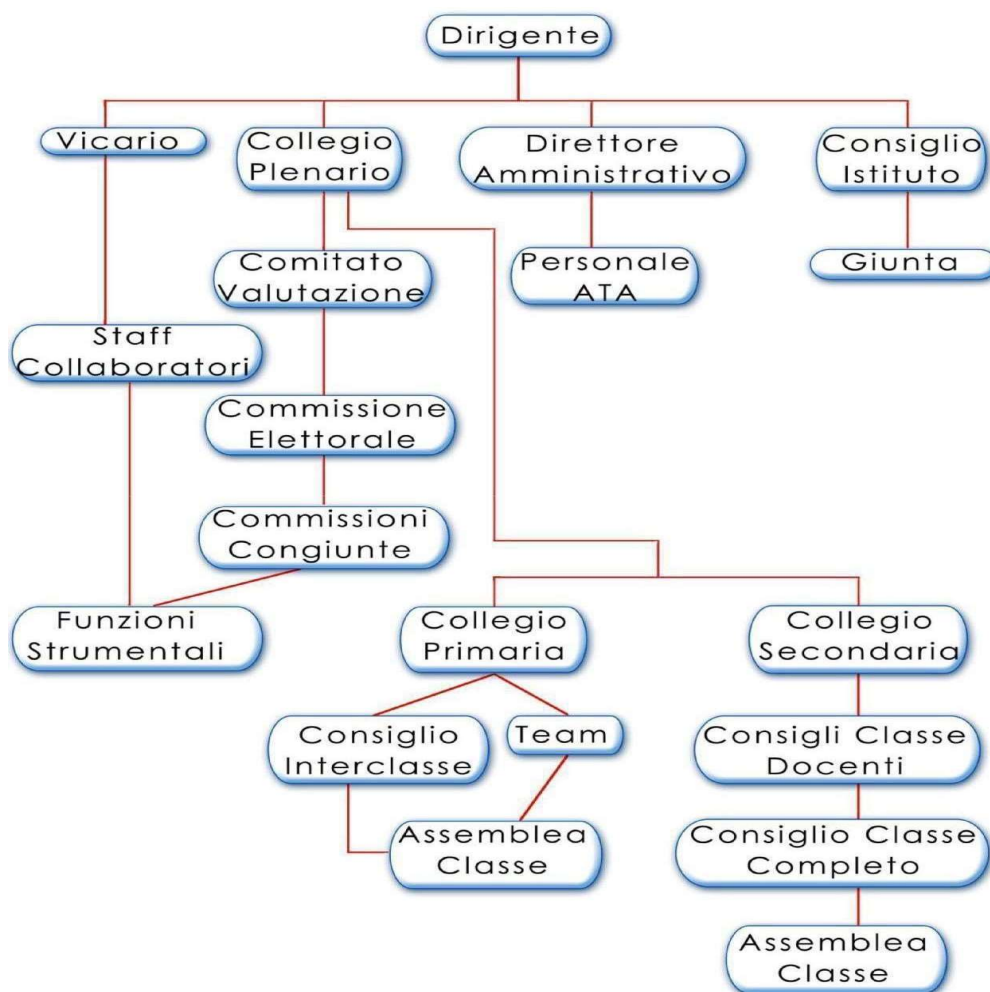 Dirigente
Vicario
Collegio
Plenario
Direttore
Amministrativo
Consiglio
Istituto
Comitato
Valutazione
Personale
ATA
Giunta
Staff
Collaboratori
Commissione
Elettorale
Commissioni
Congiunte
Funzioni
Strumentali
Collegio
Primaria
Collegio
Secondaria
Consiglio
Interclasse
Team
Consigli Classe
Docenti
Assemblea
Classe
Consiglio Classe
Completo
Assemblea
Classe